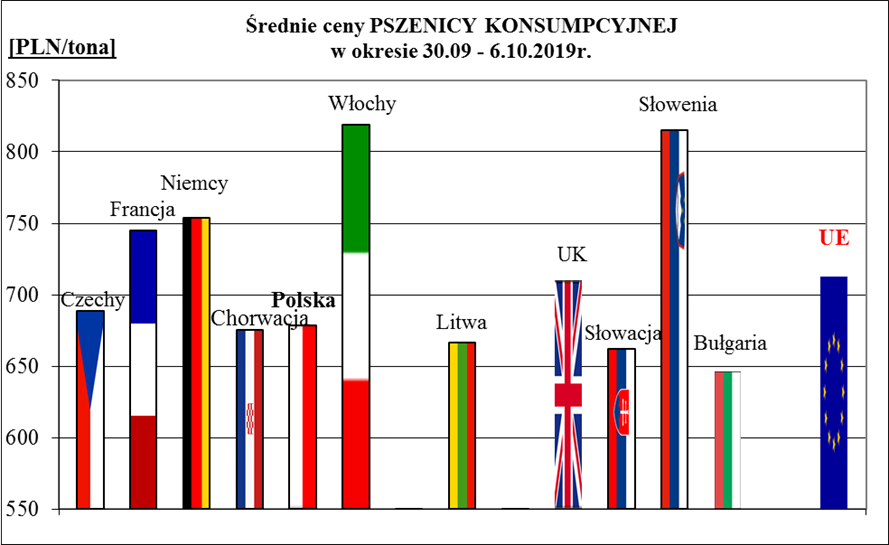 Średnie ceny PSZENICY KONSUMPCYJNEJ
w okresie 30.09 - 6.10.2019r.
[PLN/tona]
850
800
750
700
650
600
550
Czechy
Francja
Niemcy
Chorwacja
Polska
Włochy
Litwa
UK
Słowacja
Słowenia
Bułgaria
UE